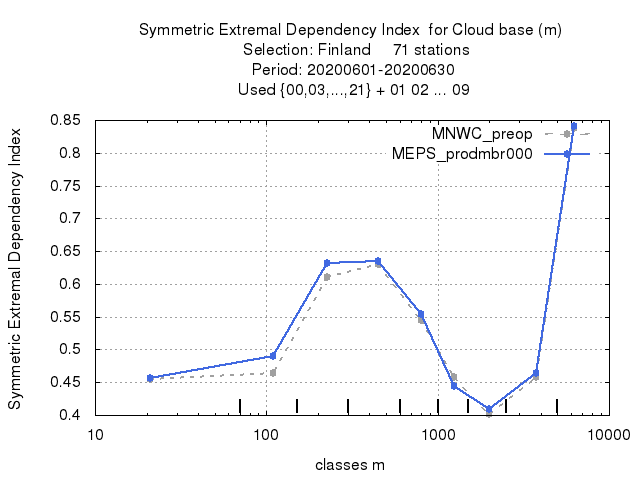 Symmetric Extremal Dependency Index for Cloud base (m)
Selection: Finland 71 stations
Period: 20200601-20200630
Used {00,03,...,21} + 01 02 ... 09
MNWC_preop
MEPS_prodmbr000
Symmetric Extremal Dependency Index
0.85
0.8
0.75
0.7
0.65
0.6
0.55
0.5
0.45
0.4
10 100 1000 10000
classes m